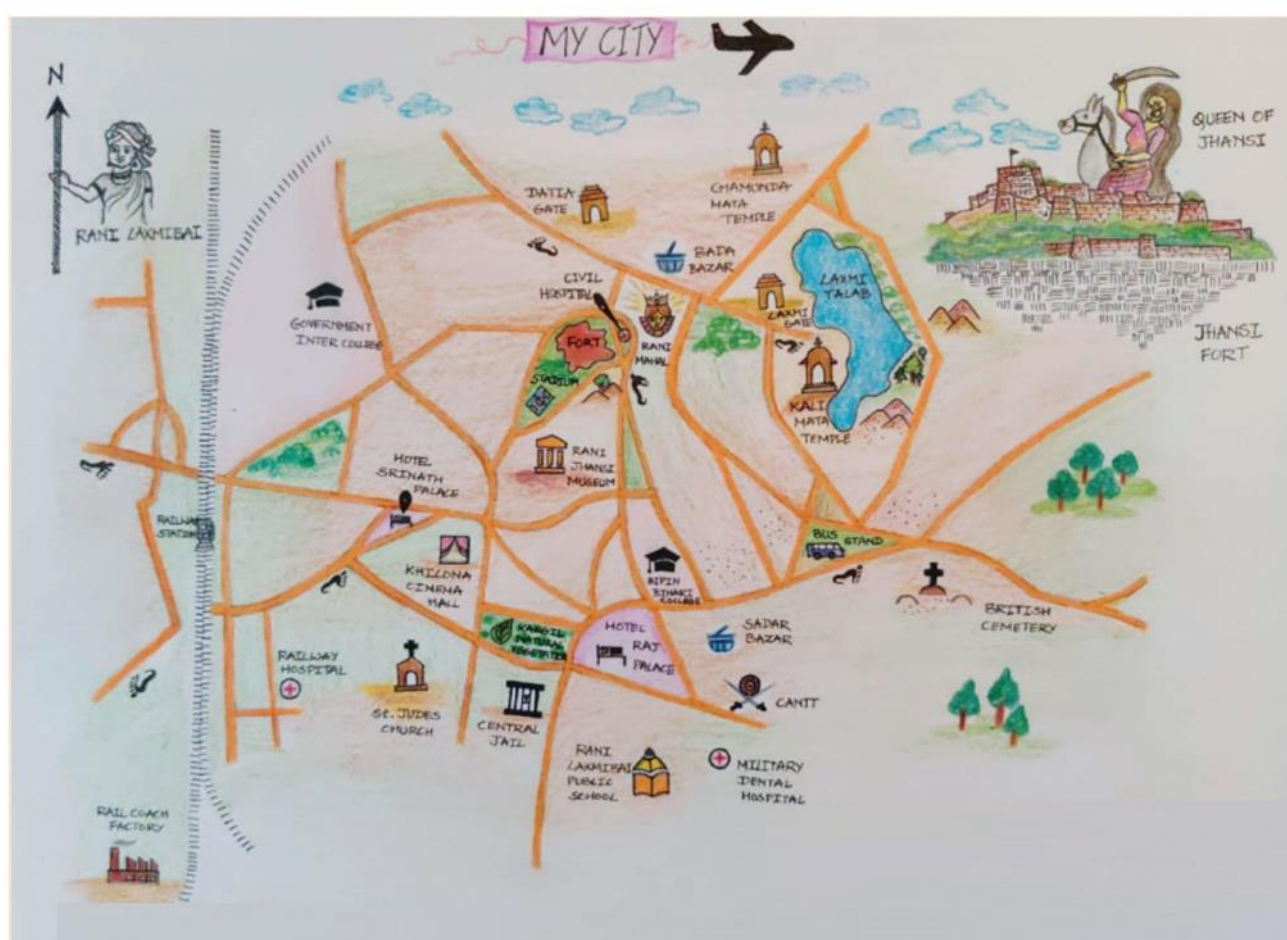 MY CITY
N
RANI LAXMIBAI
QUEEN OF
JHANSI
JHANSI
FORT
DATIA
GATE
CHAMONDA
MATA
TEMPLE
BADA
BAZAR
CIVIL
HOSPITAL
LAXMI
TALAB
LAXMI
GATE
GOVERNMENT
INTER COLLEGE
FORT
RANI
MAHAL
STADIUM
KALI
MATA
TEMPLE
RANI
JHANSI
MUSEUM
HOTEL
SRINATH
PALACE
RAILWAY
STATION
BUS STAND
KHILONA
CINEMA
MALL
BIPIN
BIHARI
COLLEGE
BRITISH
CEMETERY
KARGIL
NATURAL
HOTEL
RAJ
PALACE
SADAR
BAZAR
RAILWAY
HOSPITAL
St. JUDES
CHURCH
CENTRAL
JAIL
CANTT
RANI
LAXMIBAI
PUBLIC
SCHOOL
MILITARY
DENTAL
HOSPITAL
RAIL COACH
FACTORY